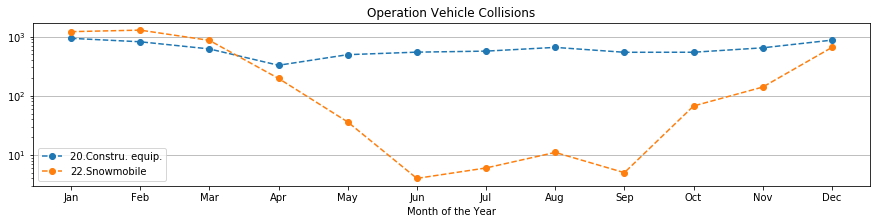 Operation Vehicle Collisions
10³
10²
10¹
20.Constru. equip.
22.Snowmobile
Jan Feb Mar Apr May Jun Jul Aug Sep Oct Nov Dec
Month of the Year